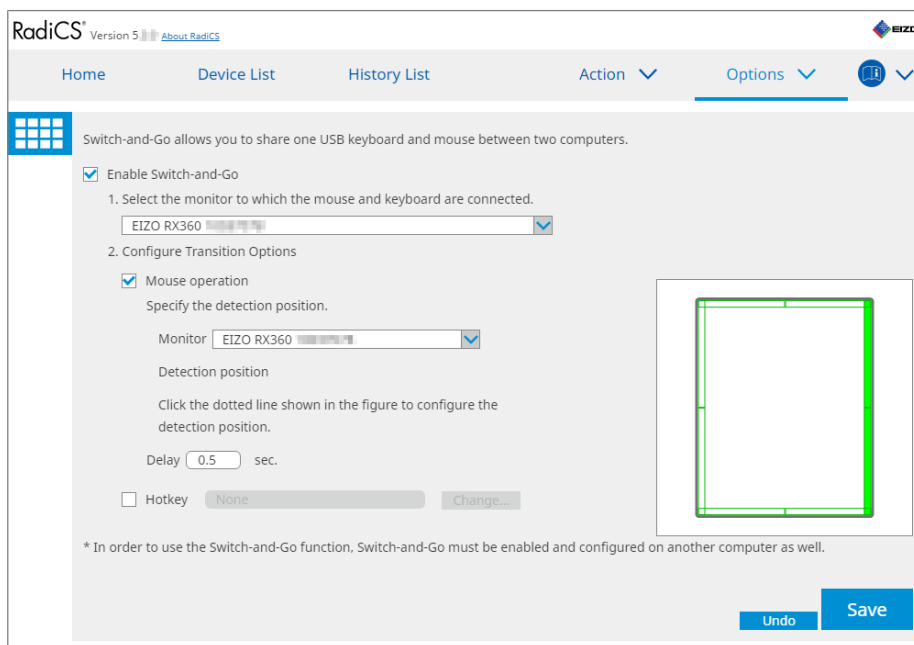 RadiCS® Version 5. About RadiCS
EIZO
Home Device List History List Action Options
Switch-and-Go allows you to share one USB keyboard and mouse between two computers.
Enable Switch-and-Go
1. Select the monitor to which the mouse and keyboard are connected.
EIZO RX360
2. Configure Transition Options
Mouse operation
Specify the detection position.
Monitor EIZO RX360
Detection position
Click the dotted line shown in the figure to configure the
detection position.
Delay 0.5 sec.
Hotkey None Change...
* In order to use the Switch-and-Go function, Switch-and-Go must be enabled and configured on another computer as well.
Undo Save